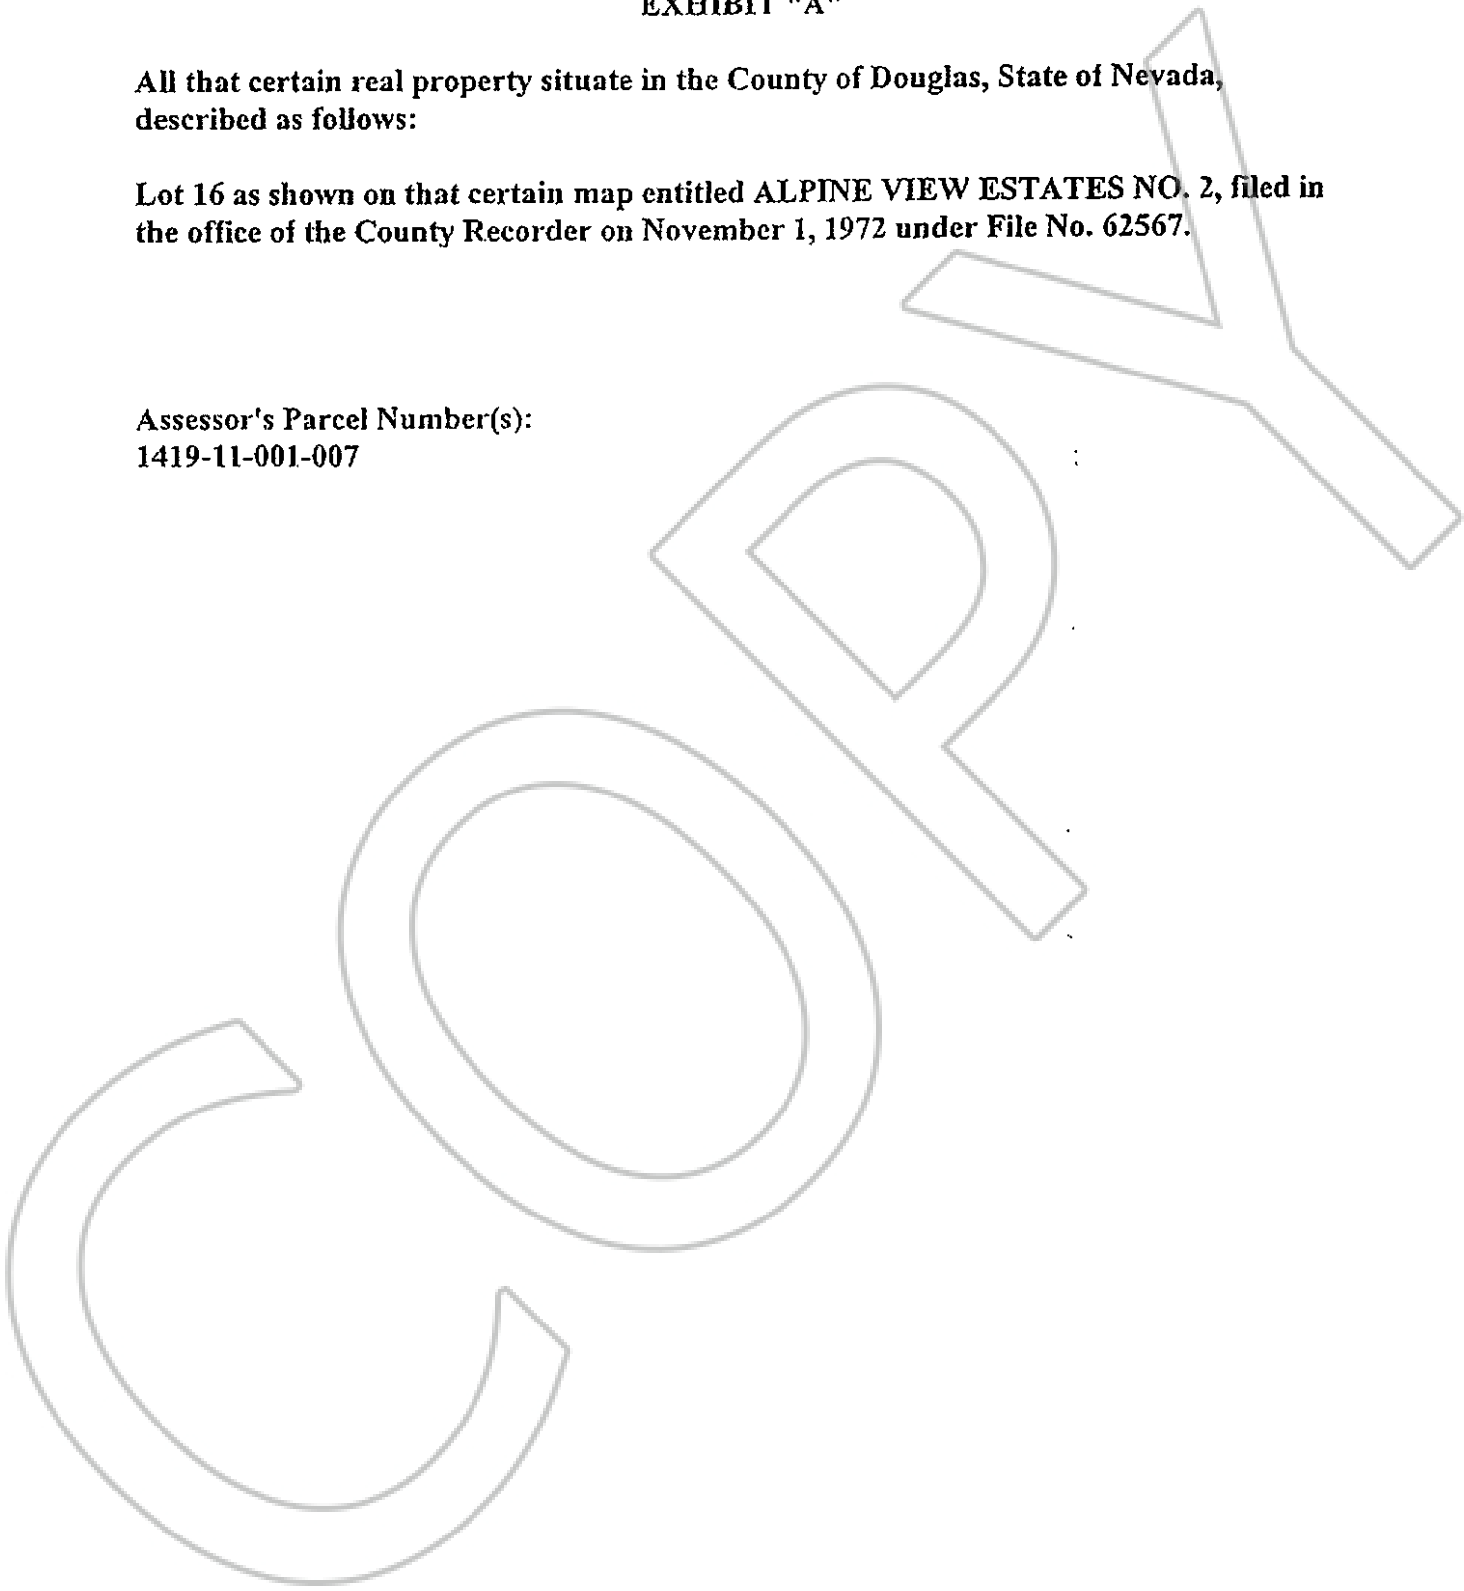 EXHIBIT "A"
All that certain real property situate in the County of Douglas, State of Nevada,
described as follows:
Lot 16 as shown on that certain map entitled ALPINE VIEW ESTATES NO. 2, filed in
the office of the County Recorder on November 1, 1972 under File No. 62567.
Assessor's Parcel Number(s):
1419-11-001-007
COPY